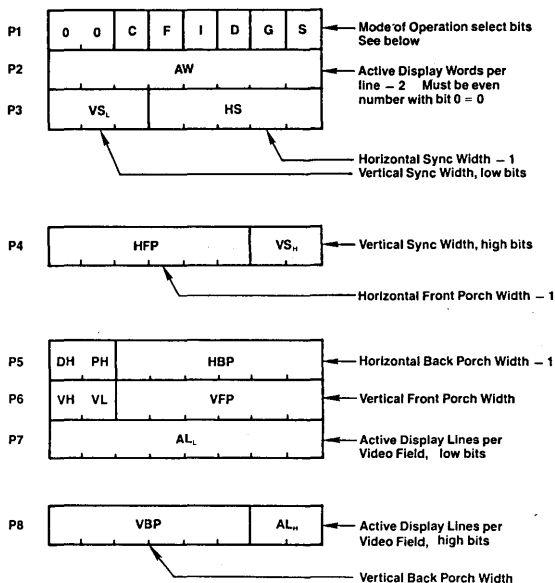 P1 0 0 C F I D G S Mode of Operation select bits
See below
P2 AW Active Display Words per
line – 2 Must be even
number with bit 0 = 0
P3 VSL HS
Horizontal Sync Width – 1
Vertical Sync Width, low bits
P4 HFP VSH Vertical Sync Width, high bits
Horizontal Front Porch Width – 1
P5 DH PH HBP Horizontal Back Porch Width – 1
P6 VH VL VFP Vertical Front Porch Width
P7 ALL Active Display Lines per
Video Field, low bits
P8 VBP ALH Active Display Lines per
Video Field, high bits
Vertical Back Porch Width